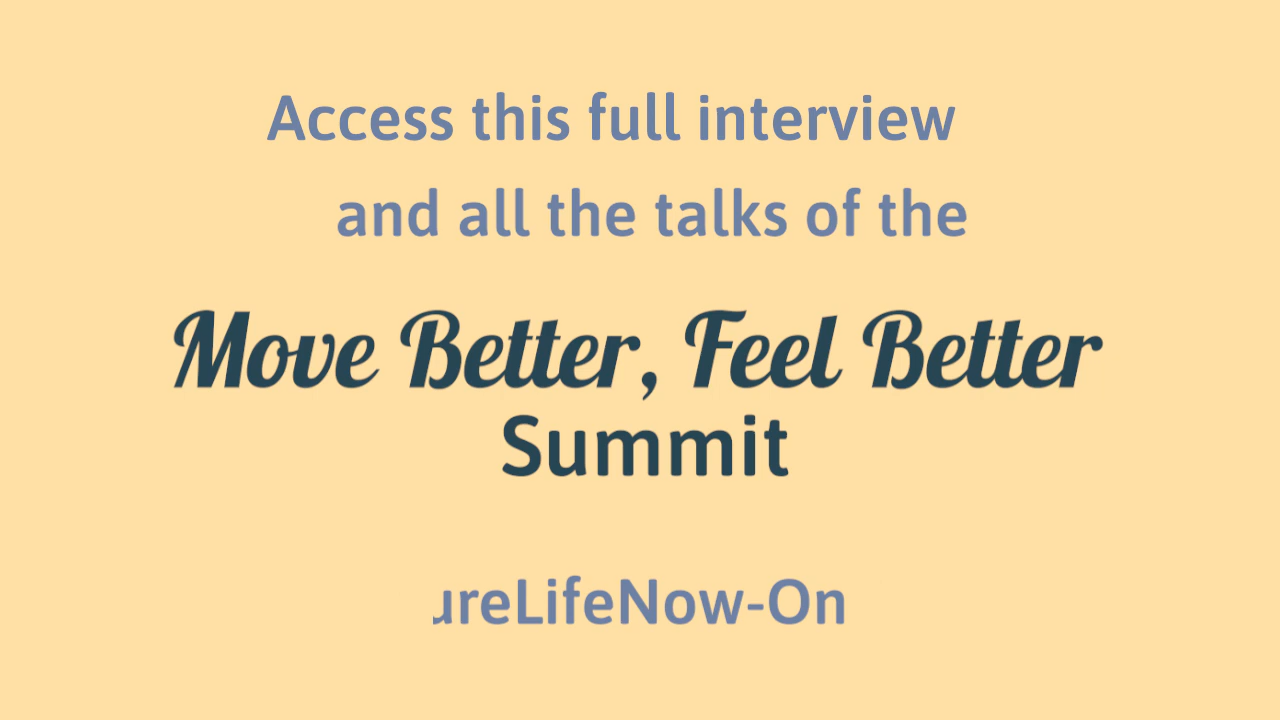 Access this full interview
and all the talks of the
Move Better, Feel Better
Summit
ureLifeNow-On